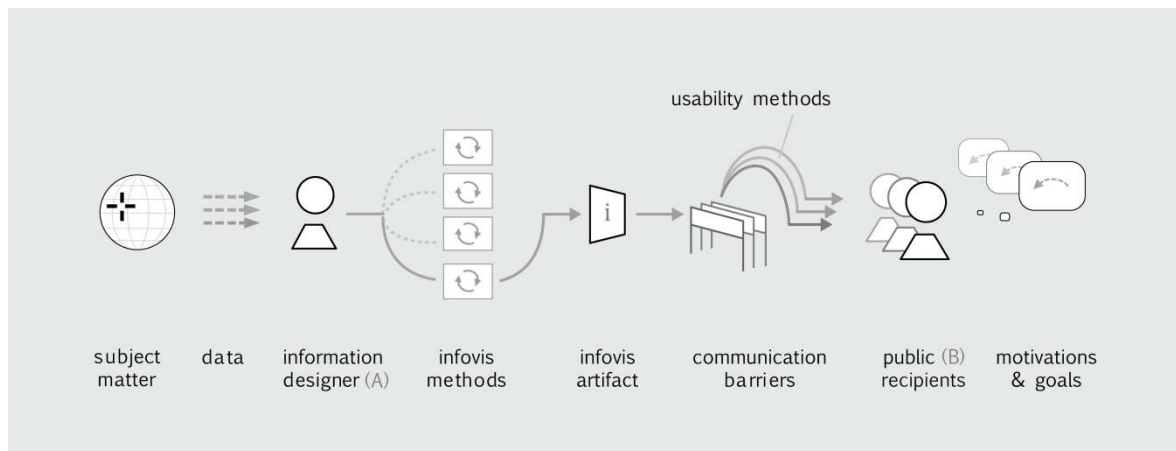 usability methods
i
subject
matter
data
information
designer (A)
infovis
methods
infovis
artifact
communication
barriers
public (B)
recipients
motivations
& goals